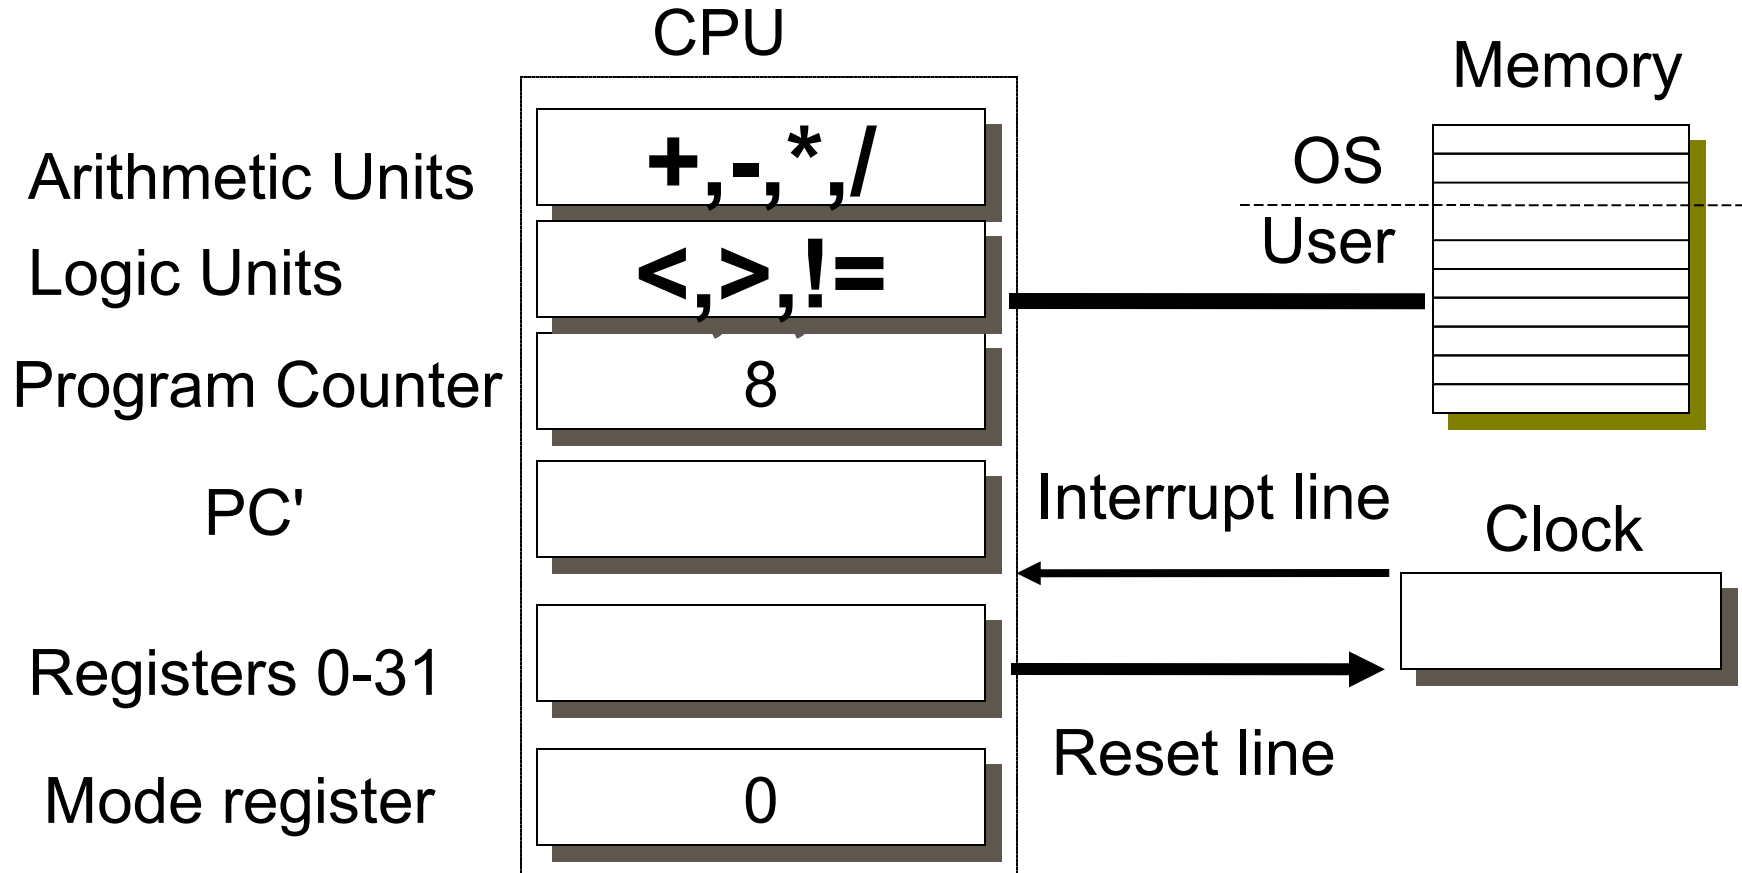 CPU
Memory
Arithmetic Units
+,-,*,/
OS
User
Logic Units
<,>,!=
Program Counter
8
PC'
Interrupt line
Clock
Registers 0-31
Reset line
Mode register
0